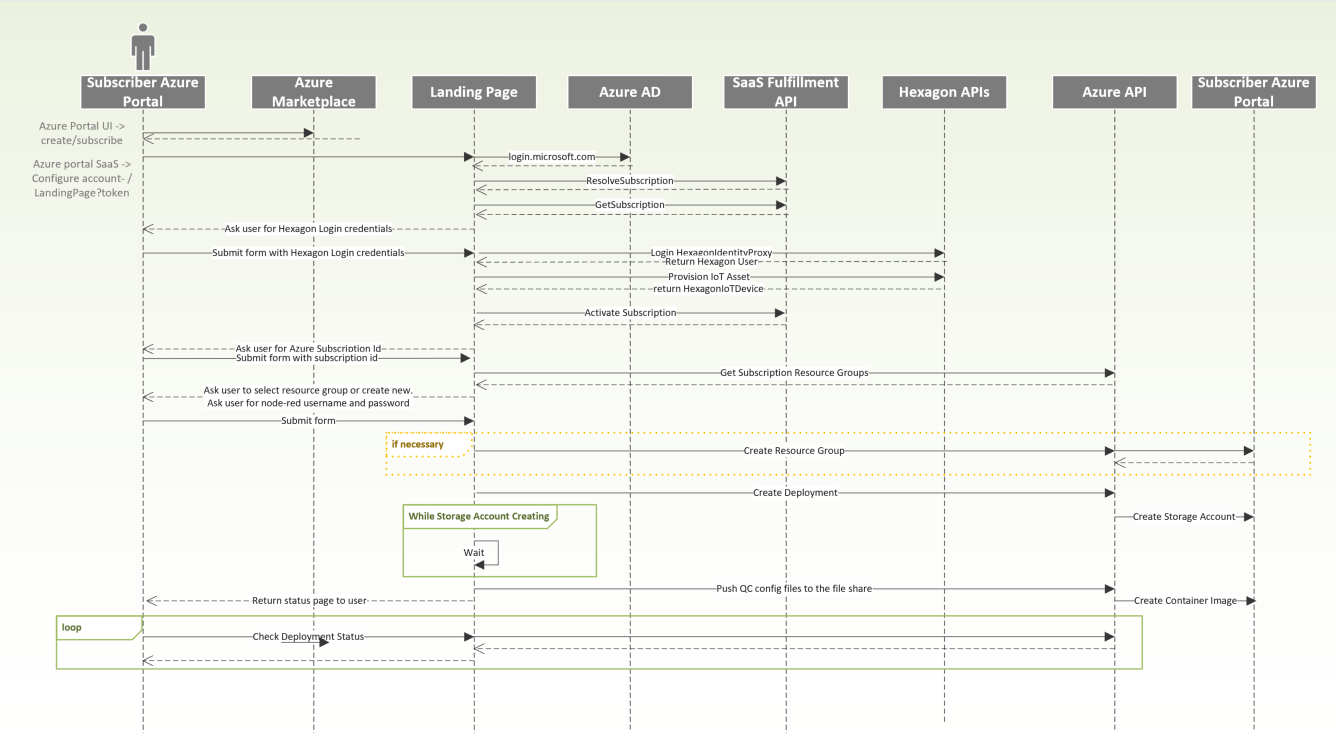 Subscriber Azure
Portal
Azure
Marketplace
Landing Page
Azure AD
SaaS Fulfillment
API
Hexagon APIs
Azure API
Subscriber Azure
Portal
Azure Portal UI ->
create/subscribe
Azure portal SaaS ->
Configure account- /
LandingPage?token
login.microsoft.com
ResolveSubscription
GetSubscription
Ask user for Hexagon Login credentials
Submit form with Hexagon Login credentials
Login HexagonIdentityProxy
Return Hexagon User
Provision IoT Asset
return HexagonIoTDevice
Activate Subscription
Ask user for Azure Subscription Id
Submit form with subscription id
Get Subscription Resource Groups
Ask user to select resource group or create new.
Ask user for node-red username and password
Submit form
if necessary
Create Resource Group
Create Deployment
While Storage Account Creating
Create Storage Account
Wait
Push QC config files to the file share
Return status page to user
Create Container Image
loop
Check Deployment Status